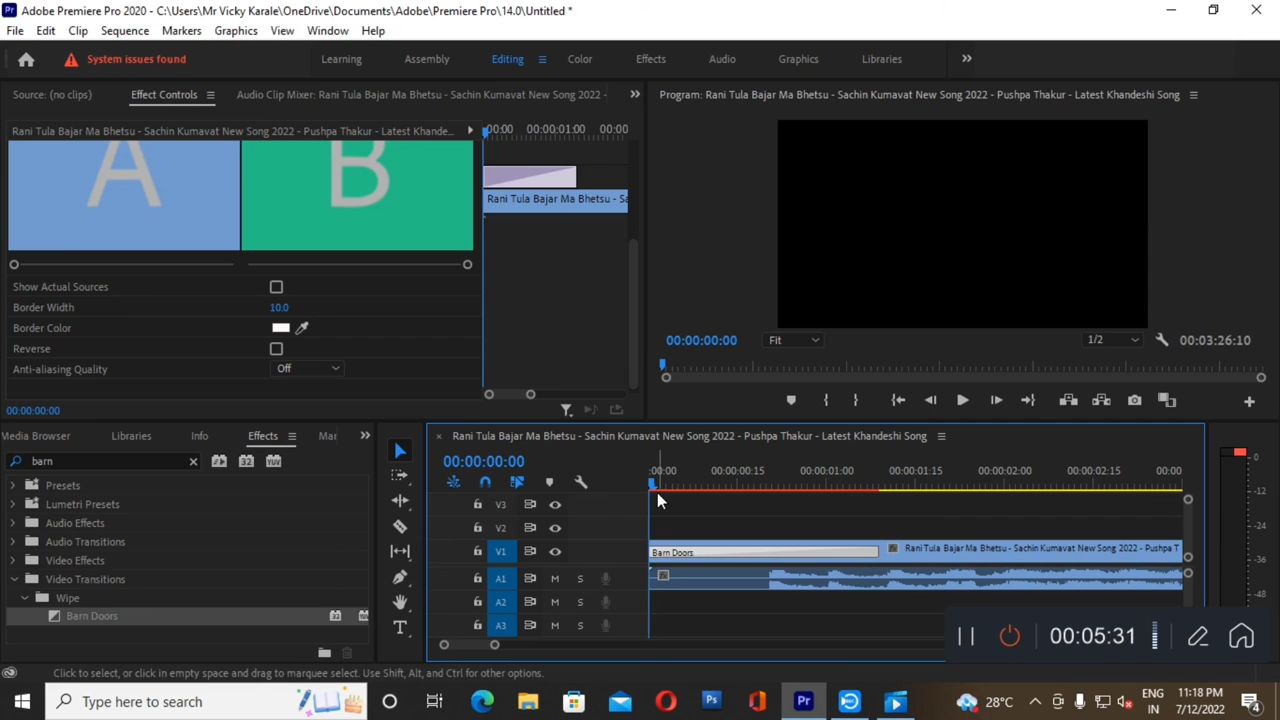 Pr Adobe Premiere Pro 2020 - C:\Users\Mr Vicky Karale\OneDrive\Documents\Adobe\Premiere Pro\14.0\Untitled *
File Edit Clip Sequence Markers Graphics View Window Help
System issues found Learning Assembly Editing Color Effects Audio Graphics Libraries
Source: (no clips) Effect Controls Audio Clip Mixer: Rani Tula Bajar Ma Bhetsu - Sachin Kumavat New Song 2022 -
Program: Rani Tula Bajar Ma Bhetsu - Sachin Kumavat New Song 2022 - Pushpa Thakur - Latest Khandeshi Song
Rani Tula Bajar Ma Bhetsu - Sachin Kumavat New Song 2022 - Pushpa Thakur - Latest Khande... :00:00 00:00:01:00 00:0
A B
Rani Tula Bajar Ma Bhetsu - Sa
Show Actual Sources
Border Width 10.0
Border Color
Reverse
Anti-aliasing Quality Off
00:00:00:00
00:00:00:00 Fit 1/2 00:03:26:10
Media Browser Libraries Info Effects Mar
barn
Presets
Lumetri Presets
Audio Effects
Audio Transitions
Video Effects
Video Transitions
Wipe
Barn Doors
Rani Tula Bajar Ma Bhetsu - Sachin Kumavat New Song 2022 - Pushpa Thakur - Latest Khandeshi Song
00:00:00:00
:00:00 00:00:00:15 00:00:01:00 00:00:01:15 00:00:02:00 00:00:02:15 00:00
V3
V2
V1 Barn Doors fx Rani Tula Bajar Ma Bhetsu - Sachin Kumavat New Song 2022 - Pushpa T
A1 M S fx
A2 M S
A3 M S
0
-12
-24
-36
-48
00:05:31
Click to select, or click in empty space and drag to marquee select. Use Shift, Alt, and Ctrl for other options.
Type here to search
Ps
Pr
28°C
ENG
IN
11:18 PM
7/12/2022
4